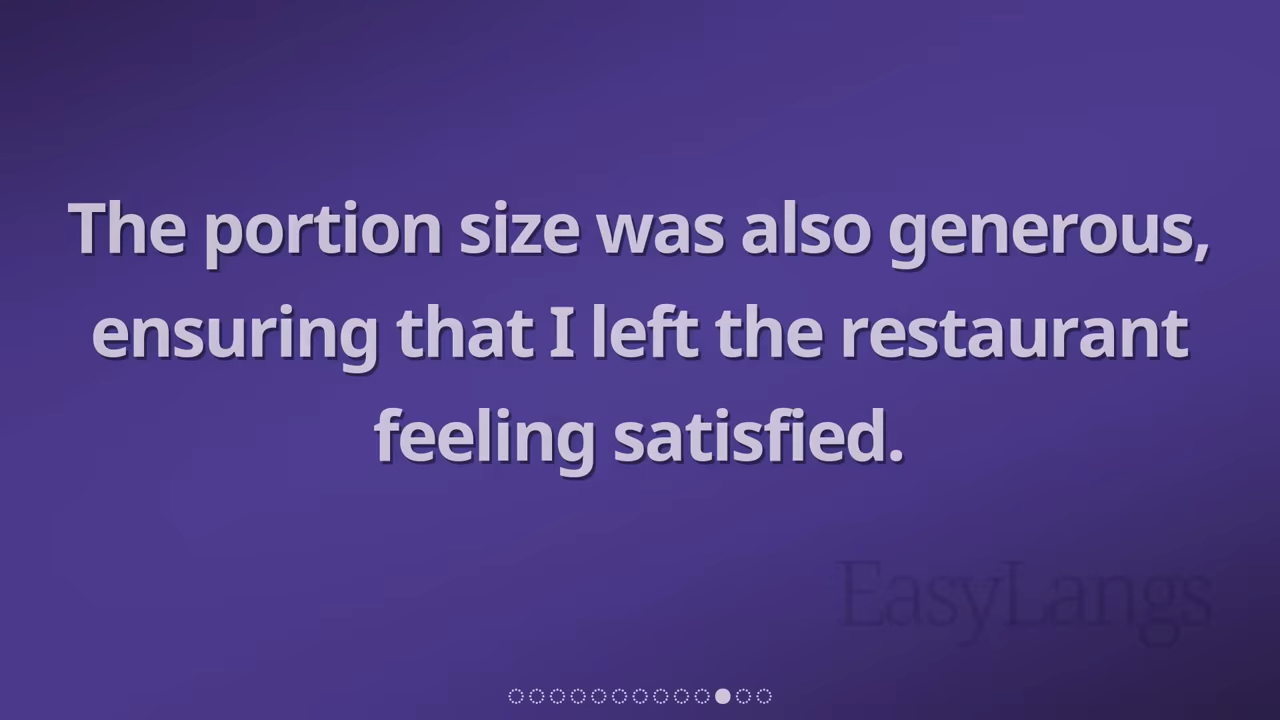 The portion size was also generous,
ensuring that I left the restaurant
feeling satisfied.
EasyLangs